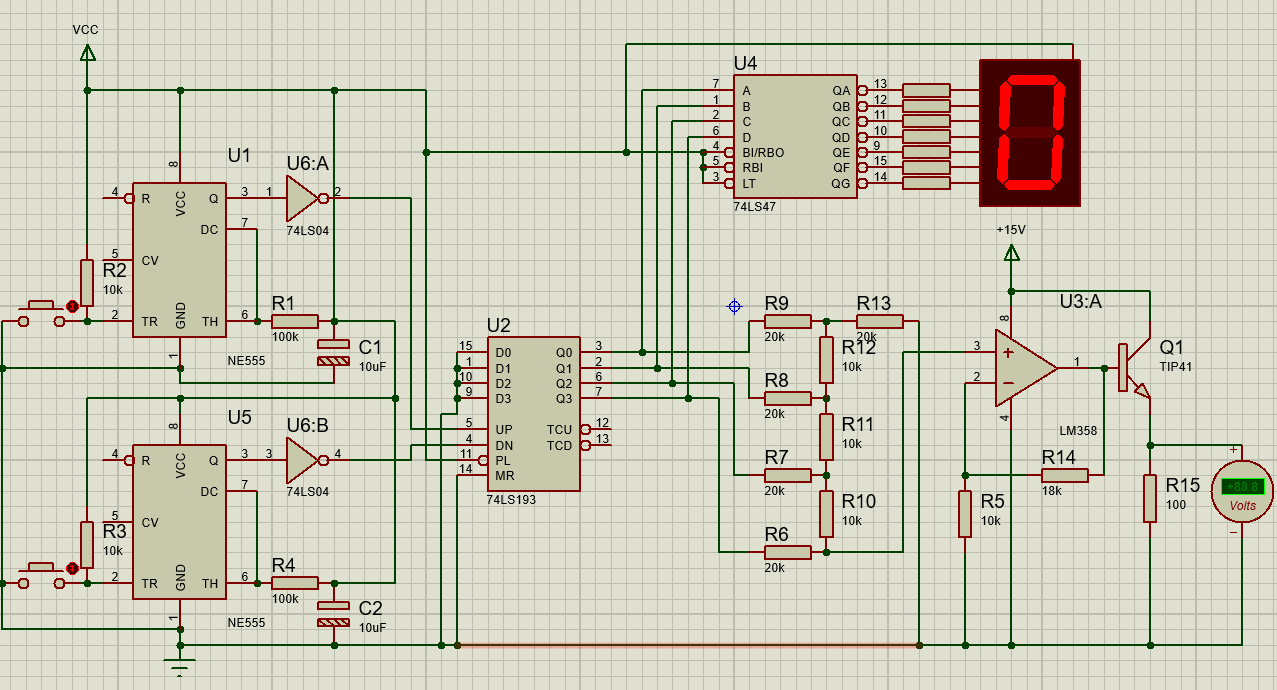 VCC
U1
U6:A
74LS04
8
VCC
4
R
Q
3
1
2
DC
7
5
CV
R2
10k
GND
2
TR
TH
6
1
NE555
R1
100k
C1
10uF
U5
U6:B
74LS04
8
VCC
4
R
Q
3
3
4
DC
7
5
CV
R3
10k
GND
2
TR
TH
6
1
NE555
R4
100k
C2
10uF
U2
15
D0
Q0
3
1
D1
Q1
2
10
D2
Q2
6
9
D3
Q3
7
5
UP
TCU
12
4
DN
TCD
13
11
PL
14
MR
74LS193
U4
7
A
QA
13
1
B
QB
12
2
C
QC
11
6
D
QD
10
4
BI/RBO
QE
9
5
RBI
QF
15
3
LT
QG
14
74LS47
0
R9
20k
R13
20k
R12
10k
R8
20k
R11
10k
R7
20k
R10
10k
R6
20k
+15V
U3:A
8
3
+
2
−
1
4
LM358
Q1
TIP41
R14
18k
R5
10k
R15
100
+
+88.8
Volts
−